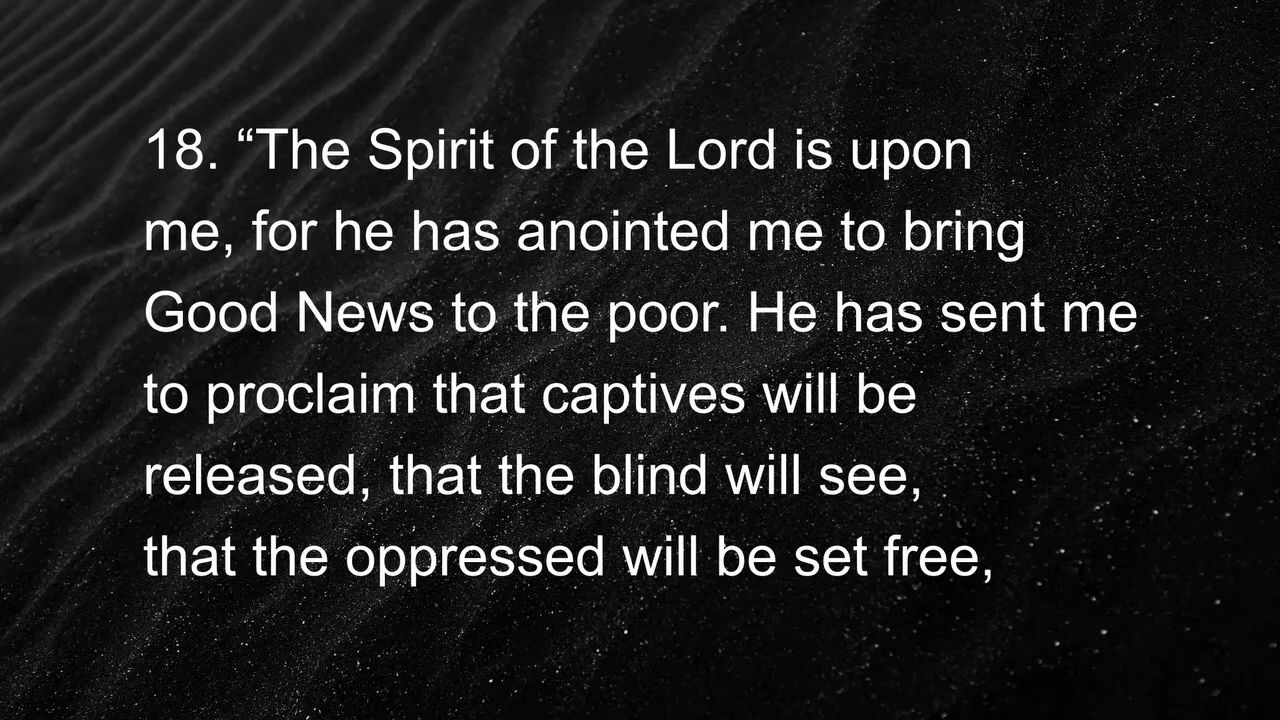 18. “The Spirit of the Lord is upon
me, for he has anointed me to bring
Good News to the poor. He has sent me
to proclaim that captives will be
released, that the blind will see,
that the oppressed will be set free,